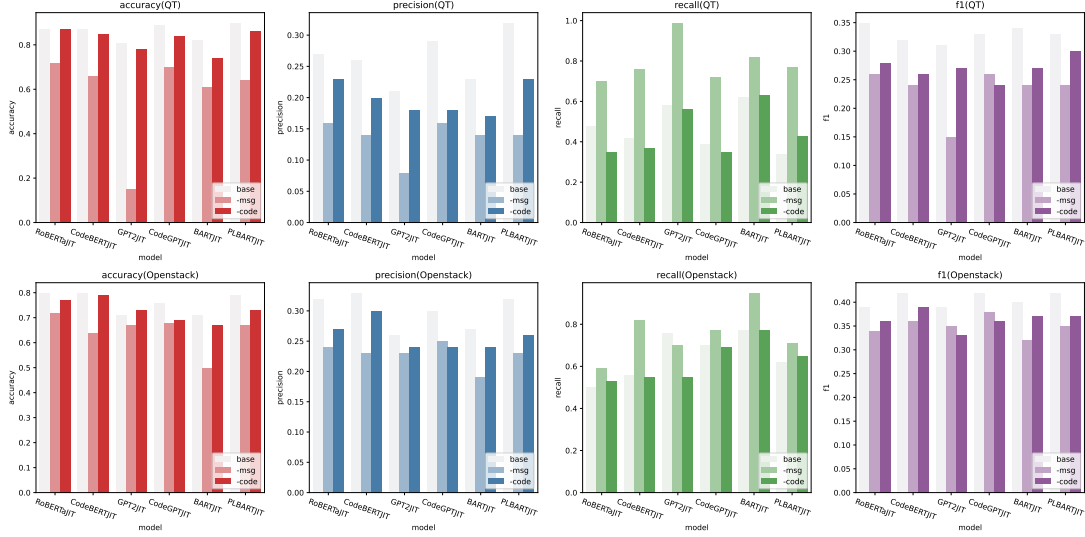 accuracy(QT)
accuracy
0.8
0.6
0.4
0.2
0.0
RoBERTaJIT
CodeBERTJIT
GPT2JIT
CodeGPTJIT
BARTJIT
PLBARTJIT
model
base
-msg
-code
precision(QT)
precision
0.30
0.25
0.20
0.15
0.10
0.05
0.00
RoBERTaJIT
CodeBERTJIT
GPT2JIT
CodeGPTJIT
BARTJIT
PLBARTJIT
model
base
-msg
-code
recall(QT)
recall
1.0
0.8
0.6
0.4
0.2
0.0
RoBERTaJIT
CodeBERTJIT
GPT2JIT
CodeGPTJIT
BARTJIT
PLBARTJIT
model
base
-msg
-code
f1(QT)
f1
0.35
0.30
0.25
0.20
0.15
0.10
0.05
0.00
RoBERTaJIT
CodeBERTJIT
GPT2JIT
CodeGPTJIT
BARTJIT
PLBARTJIT
model
base
-msg
-code
accuracy(Openstack)
accuracy
0.8
0.7
0.6
0.5
0.4
0.3
0.2
0.1
0.0
RoBERTaJIT
CodeBERTJIT
GPT2JIT
CodeGPTJIT
BARTJIT
PLBARTJIT
model
base
-msg
-code
precision(Openstack)
precision
0.30
0.25
0.20
0.15
0.10
0.05
0.00
RoBERTaJIT
CodeBERTJIT
GPT2JIT
CodeGPTJIT
BARTJIT
PLBARTJIT
model
base
-msg
-code
recall(Openstack)
recall
0.8
0.6
0.4
0.2
0.0
RoBERTaJIT
CodeBERTJIT
GPT2JIT
CodeGPTJIT
BARTJIT
PLBARTJIT
model
base
-msg
-code
f1(Openstack)
f1
0.40
0.35
0.30
0.25
0.20
0.15
0.10
0.05
0.00
RoBERTaJIT
CodeBERTJIT
GPT2JIT
CodeGPTJIT
BARTJIT
PLBARTJIT
model
base
-msg
-code